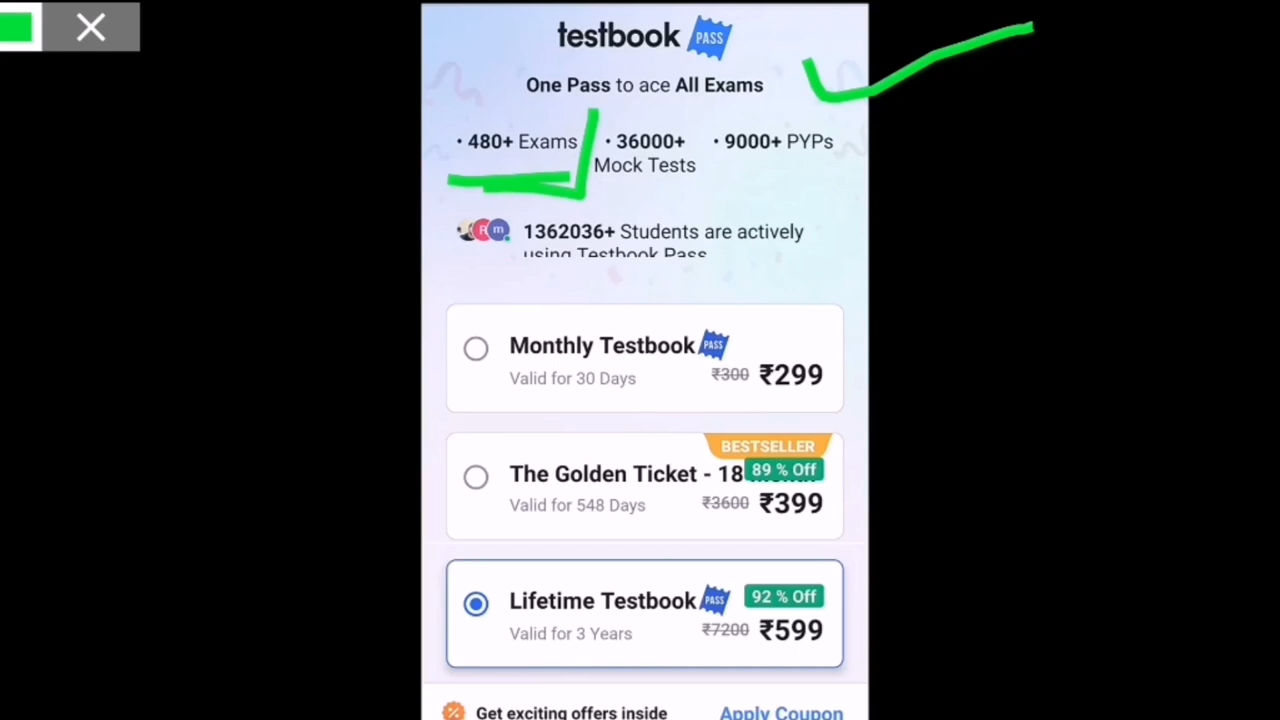 testbook PASS
One Pass to ace All Exams
• 480+ Exams • 36000+ Mock Tests • 9000+ PYPs
R m 1362036+ Students are actively
using Testbook Pass
Monthly Testbook PASS
Valid for 30 Days ₹300 ₹299
BESTSELLER
The Golden Ticket - 18 89 % Off
Valid for 548 Days ₹3600 ₹399
Lifetime Testbook PASS 92 % Off
Valid for 3 Years ₹7200 ₹599
Get exciting offers inside Apply Coupon